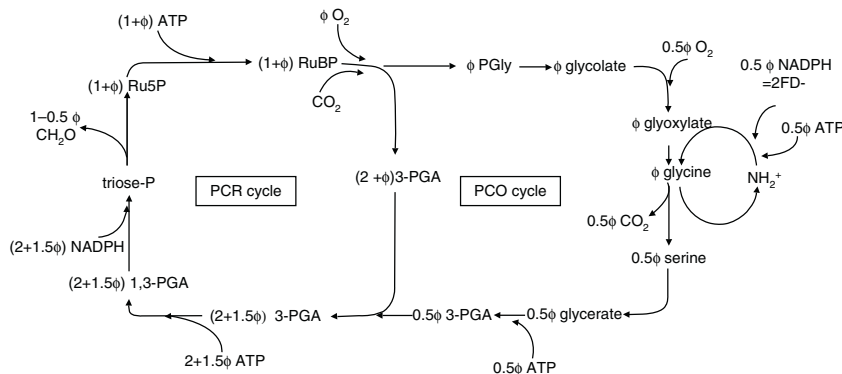 (1+ϕ) ATP
ϕ O₂
(1+ϕ) RuBP
CO₂
ϕ PGly
ϕ glycolate
0.5ϕ O₂
0.5 ϕ NADPH
=2FD-
(1+ϕ) Ru5P
1–0.5 ϕ
CH₂O
ϕ glyoxylate
0.5ϕ ATP
triose-P
PCR cycle
(2 +ϕ)3-PGA
PCO cycle
ϕ glycine
NH₂⁺
0.5ϕ CO₂
(2+1.5ϕ) NADPH
0.5ϕ serine
(2+1.5ϕ) 1,3-PGA
(2+1.5ϕ) 3-PGA
0.5ϕ 3-PGA
0.5ϕ glycerate
2+1.5ϕ ATP
0.5ϕ ATP